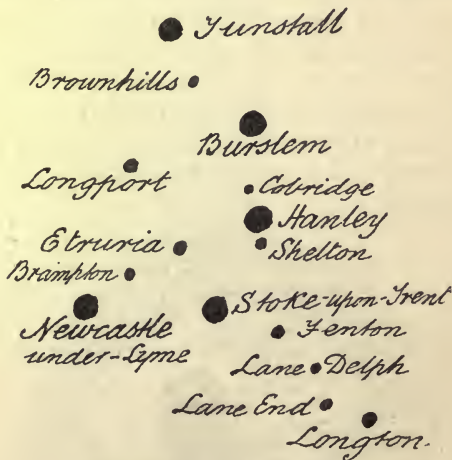 Tunstall
Brownhills
Burslem
Longport
Cobridge
Hanley
Etruria
Shelton
Brampton
Stoke-upon-Trent
Newcastle
under-Lyme
Fenton
Lane Delph
Lane End
Longton.